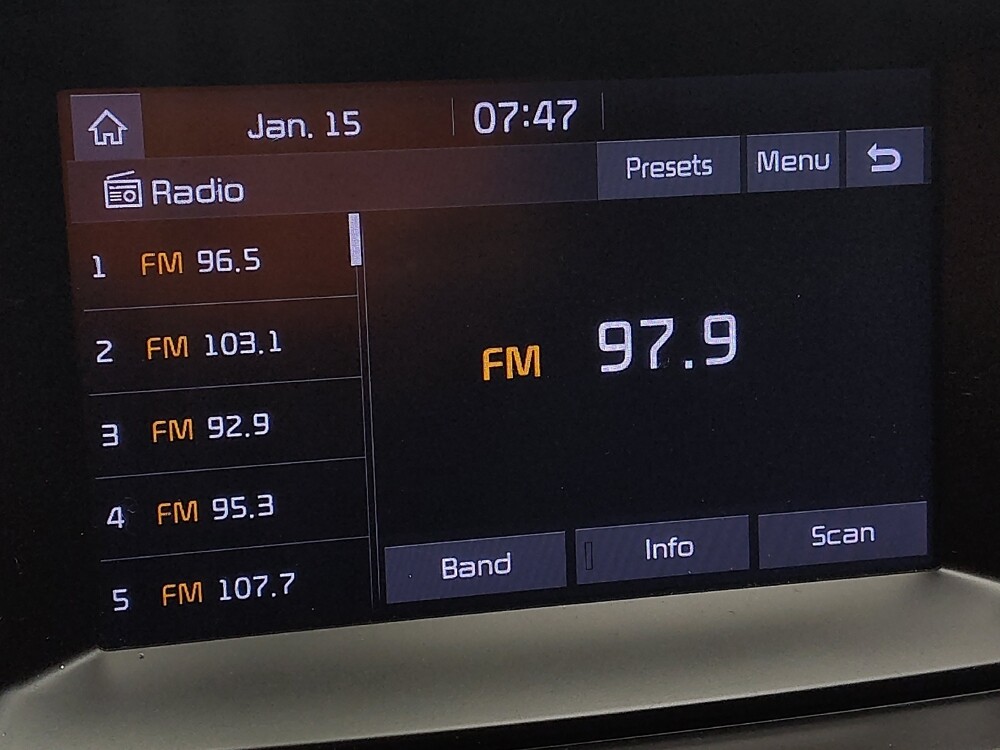 Jan. 15 07:47
Radio Presets Menu
1 FM 96.5
2 FM 103.1
3 FM 92.9
4 FM 95.3
5 FM 107.7
FM 97.9
Band Info Scan